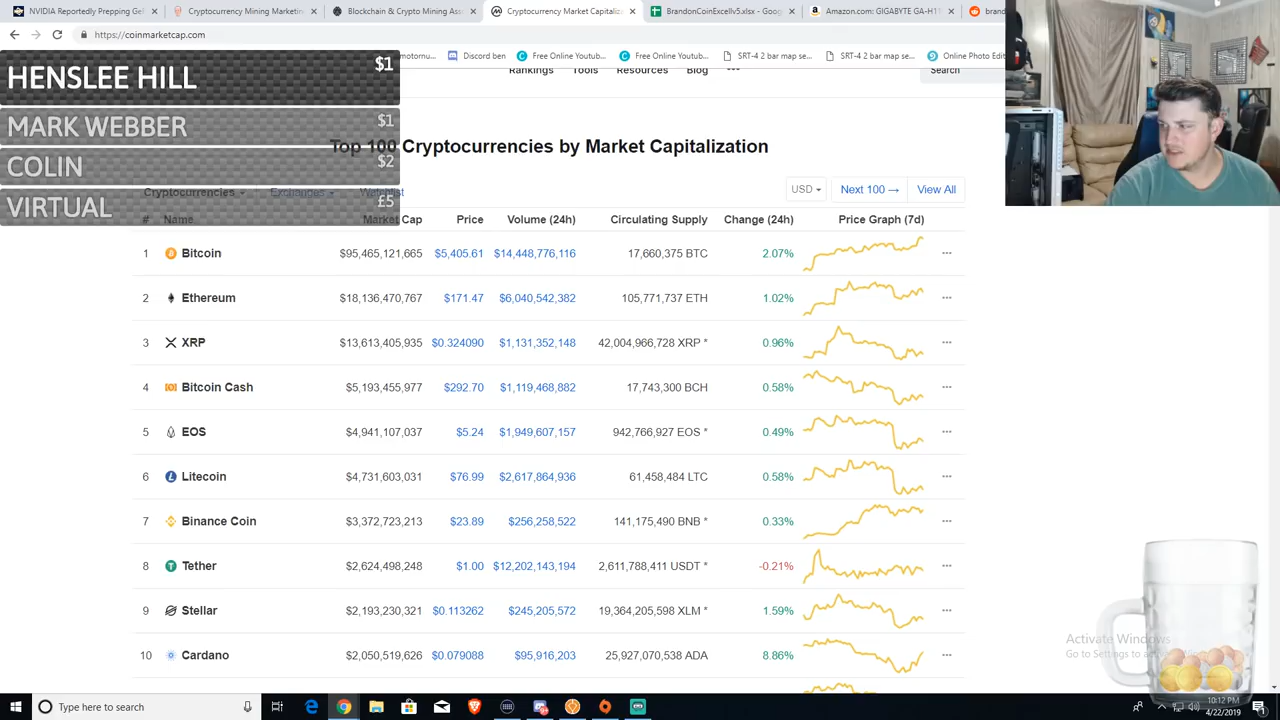 NVIDIA Reportedly Prepping Gef
Cryptocurrency Mining Marketin
Blockchain & Crypto Mining Asse
Cryptocurrency Market Capitaliz
BrandonCoinExcellv5.xlsx - Goog
Amazon.com: GIGABYTE GA-H11
reddi
https://coinmarketcap.com
motornu...
Discord ben
Free Online Youtub...
Free Online Youtub...
SRT-4 2 bar map se...
SRT-4 2 bar map se...
Online Photo Edit
HENSLEE HILL $1
MARK WEBBER $1
COLIN $2
VIRTUAL £5
Rankings Tools Resources Blog
Search
Top 100 Cryptocurrencies by Market Capitalization
Cryptocurrencies Exchanges Watchlist
USD Next 100 → View All
# Name Market Cap Price Volume (24h) Circulating Supply Change (24h) Price Graph (7d)
1 Bitcoin $95,465,121,665 $5,405.61 $14,448,776,116 17,660,375 BTC 2.07%
2 Ethereum $18,136,470,767 $171.47 $6,040,542,382 105,771,737 ETH 1.02%
3 XRP $13,613,405,935 $0.324090 $1,131,352,148 42,004,966,728 XRP * 0.96%
4 Bitcoin Cash $5,193,455,977 $292.70 $1,119,468,882 17,743,300 BCH 0.58%
5 EOS $4,941,107,037 $5.24 $1,949,607,157 942,766,927 EOS * 0.49%
6 Litecoin $4,731,603,031 $76.99 $2,617,864,936 61,458,484 LTC 0.58%
7 Binance Coin $3,372,723,213 $23.89 $256,258,522 141,175,490 BNB * 0.33%
8 Tether $2,624,498,248 $1.00 $12,202,143,194 2,611,788,411 USDT * -0.21%
9 Stellar $2,193,230,321 $0.113262 $245,205,572 19,364,205,598 XLM * 1.59%
10 Cardano $2,050,519,626 $0.079088 $95,916,203 25,927,070,538 ADA 8.86%
Activate Windows
Go to Settings to
Type here to search
10:12 PM
4/22/2019